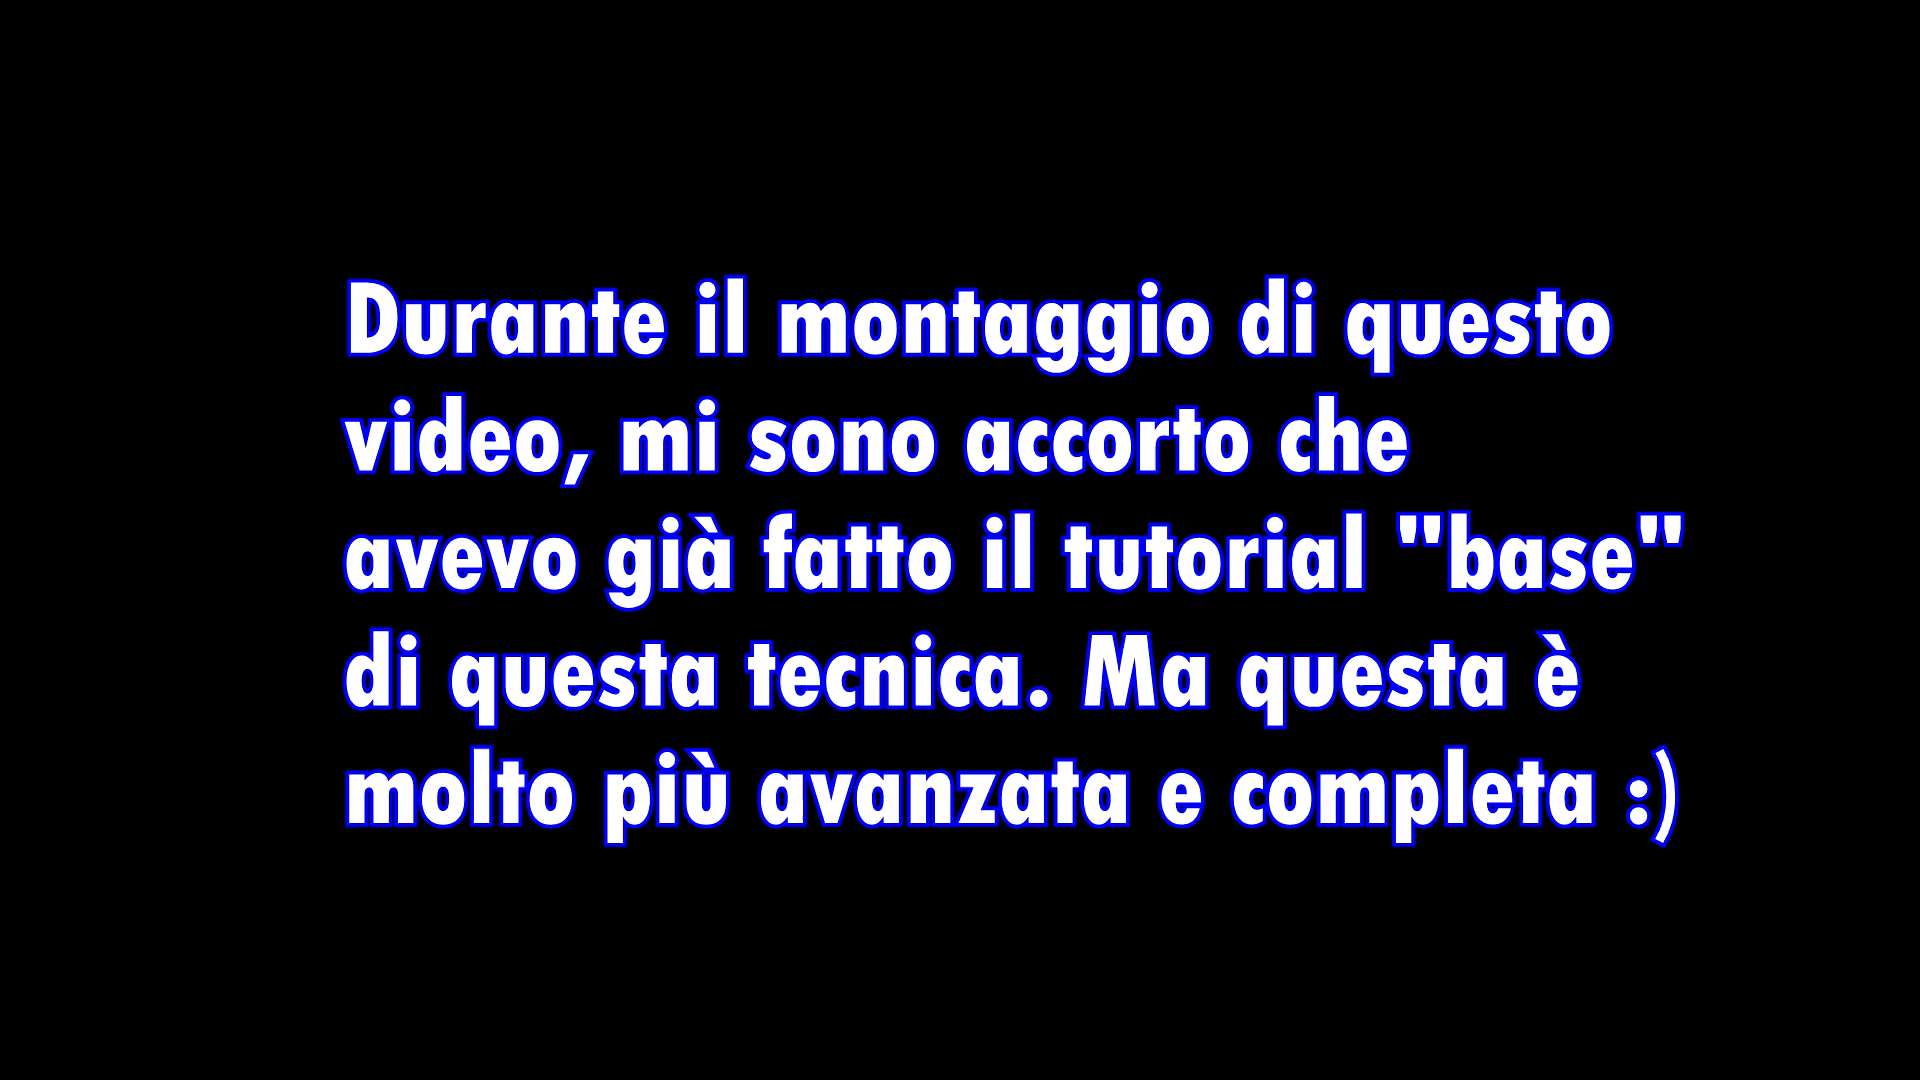 Durante il montaggio di questo
video, mi sono accorto che
avevo già fatto il tutorial "base"
di questa tecnica. Ma questa è
molto più avanzata e completa :)